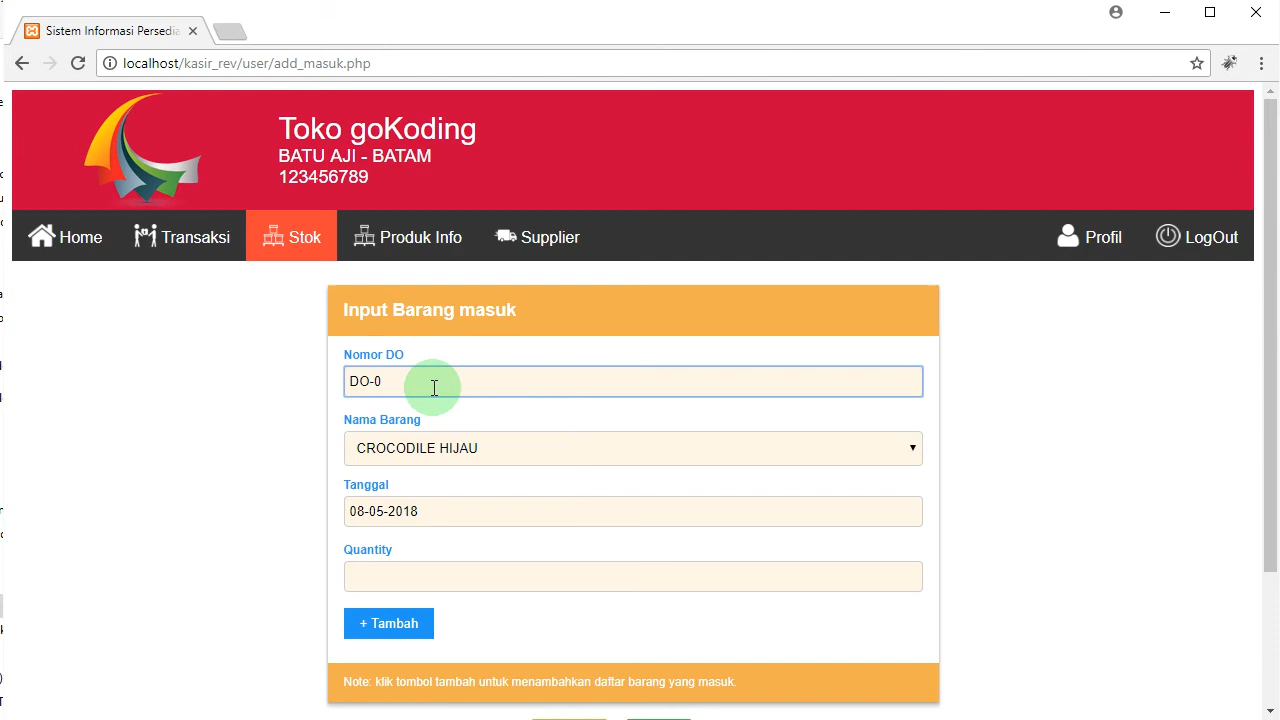 Sistem Informasi Persedia
localhost/kasir_rev/user/add_masuk.php
Toko goKoding
BATU AJI - BATAM
123456789
Home Transaksi Stok Produk Info Supplier Profil LogOut
Input Barang masuk
Nomor DO
DO-0
Nama Barang
CROCODILE HIJAU
Tanggal
08-05-2018
Quantity
+ Tambah
Note: klik tombol tambah untuk menambahkan daftar barang yang masuk.